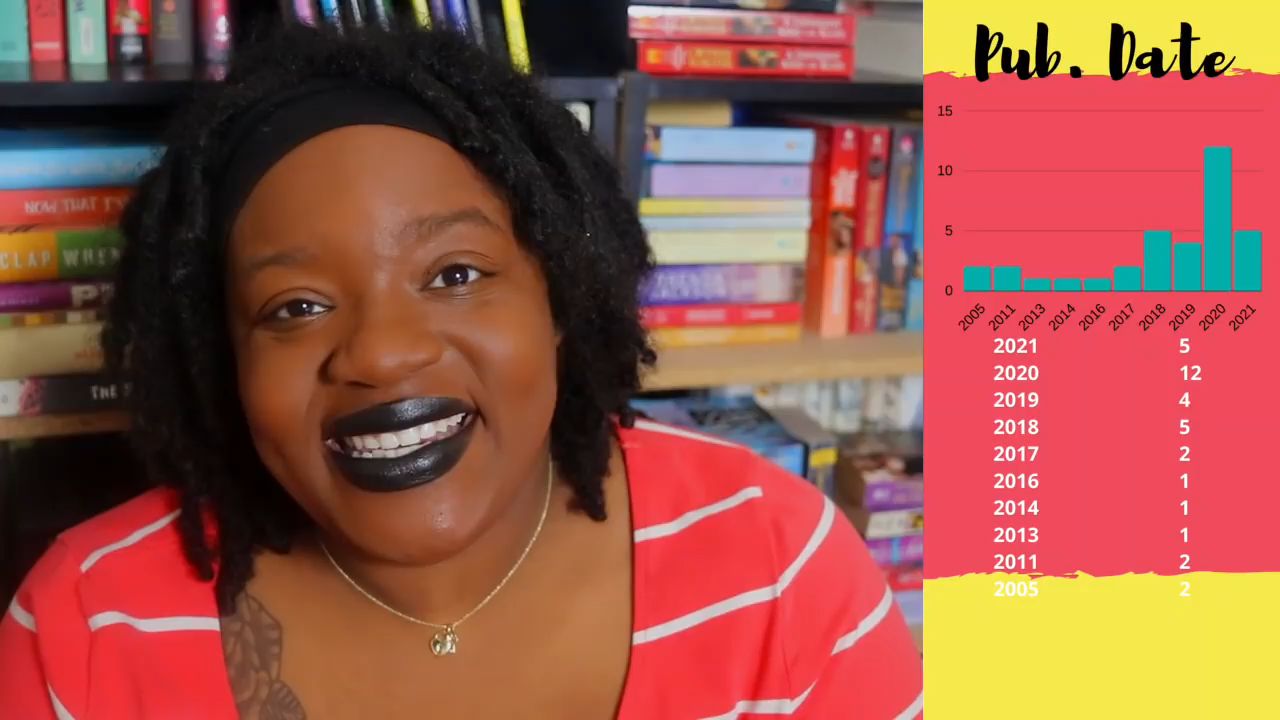 NOW THAT I'
CLAP WHEN
THE
Pub. Date
15
10
5
0
2005 2011 2013 2014 2016 2017 2018 2019 2020 2021
2021 5
2020 12
2019 4
2018 5
2017 2
2016 1
2014 1
2013 1
2011 2
2005 2